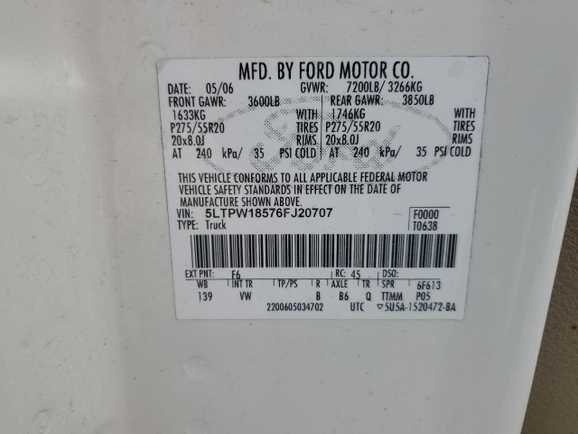 MFD. BY FORD MOTOR CO.
DATE: 05/06 GVWR: 7200LB/ 3266KG
FRONT GAWR: 3600LB REAR GAWR: 3850LB
1633KG WITH 1746KG WITH
P275/55R20 TIRES P275/55R20 TIRES
20x8.0J RIMS 20x8.0J RIMS
AT 240 kPa/ 35 PSI COLD AT 240 kPa/ 35 PSI COLD
THIS VEHICLE CONFORMS TO ALL APPLICABLE FEDERAL MOTOR
VEHICLE SAFETY STANDARDS IN EFFECT ON THE DATE OF
MANUFACTURE SHOWN ABOVE.
VIN: 5LTPW18576FJ20707 F0000
TYPE: Truck T0638
EXT PNT: F6 RC: 45 DSO:
WB INT TR TP/PS R AXLE TR SPR 6F613
139 VW B B6 Q TTMM P05
2200605034702 UTC ▽5U5A-1520472-BA